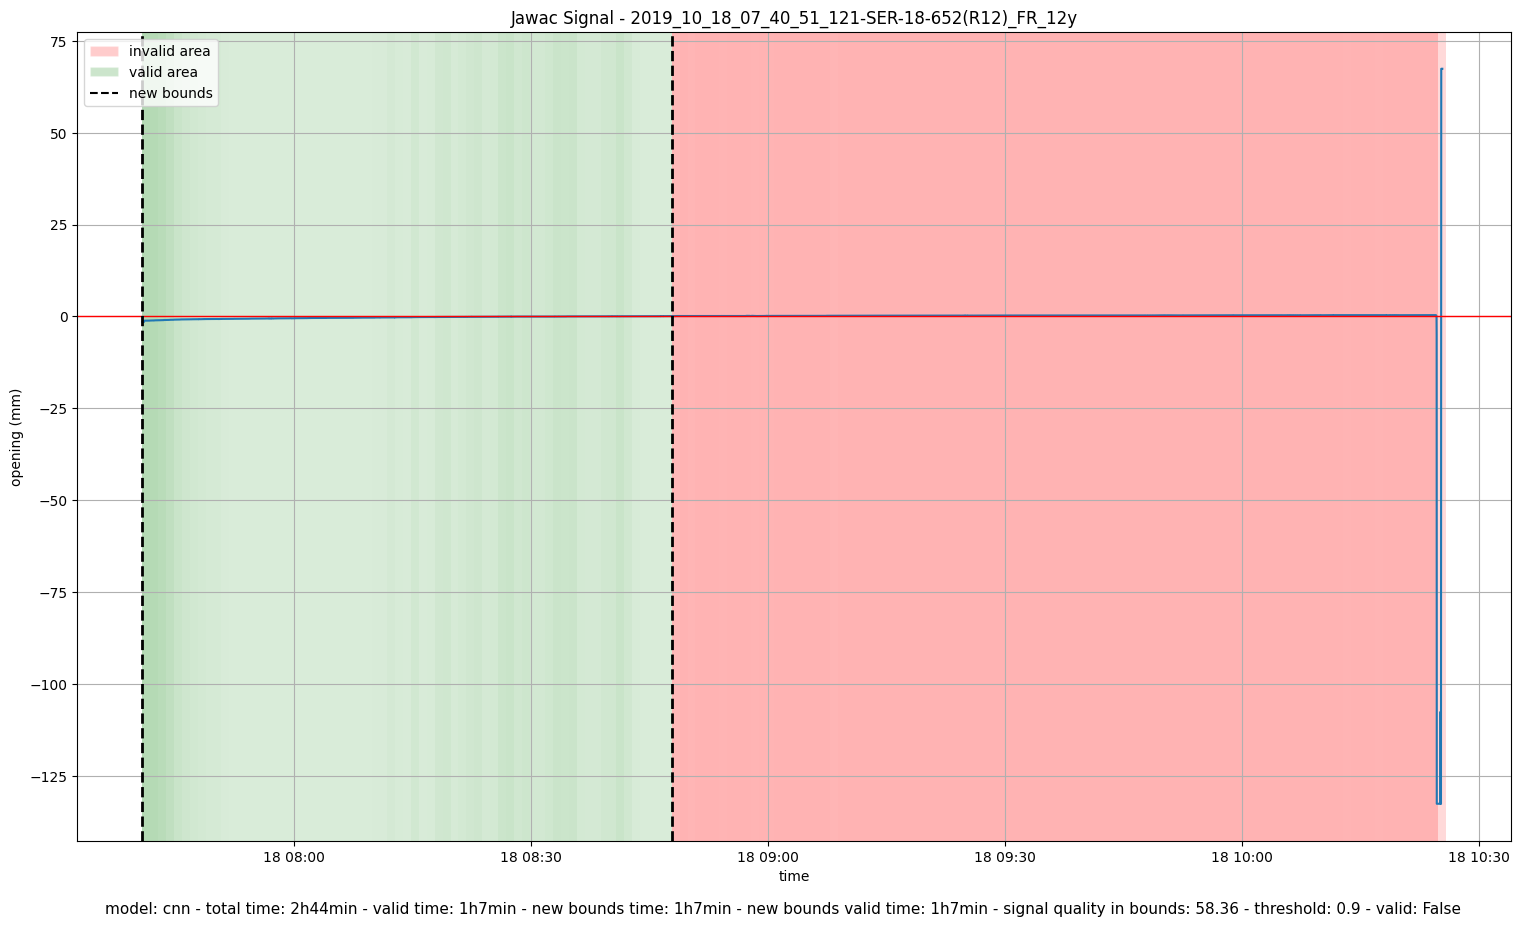 Jawac Signal - 2019_10_18_07_40_51_121-SER-18-652(R12)_FR_12y
invalid area
valid area
new bounds
75
50
25
0
−25
−50
−75
−100
−125
opening (mm)
18 08:00
18 08:30
18 09:00
18 09:30
18 10:00
18 10:30
time
model: cnn - total time: 2h44min - valid time: 1h7min - new bounds time: 1h7min - new bounds valid time: 1h7min - signal quality in bounds: 58.36 - threshold: 0.9 - valid: False